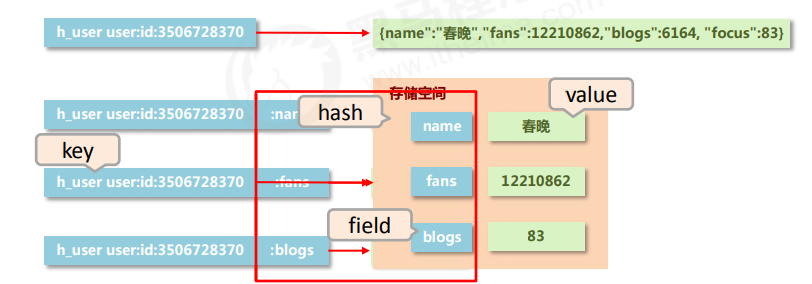 h_user user:id:3506728370
{name":"春晚","fans":12210862,"blogs":6164, "focus":83}
存储空间
value
h_user user:id:3506728370 :nam
hash
name
春晚
key
h_user user:id:3506728370 :fans
fans
12210862
field
h_user user:id:3506728370 :blogs
blogs
83